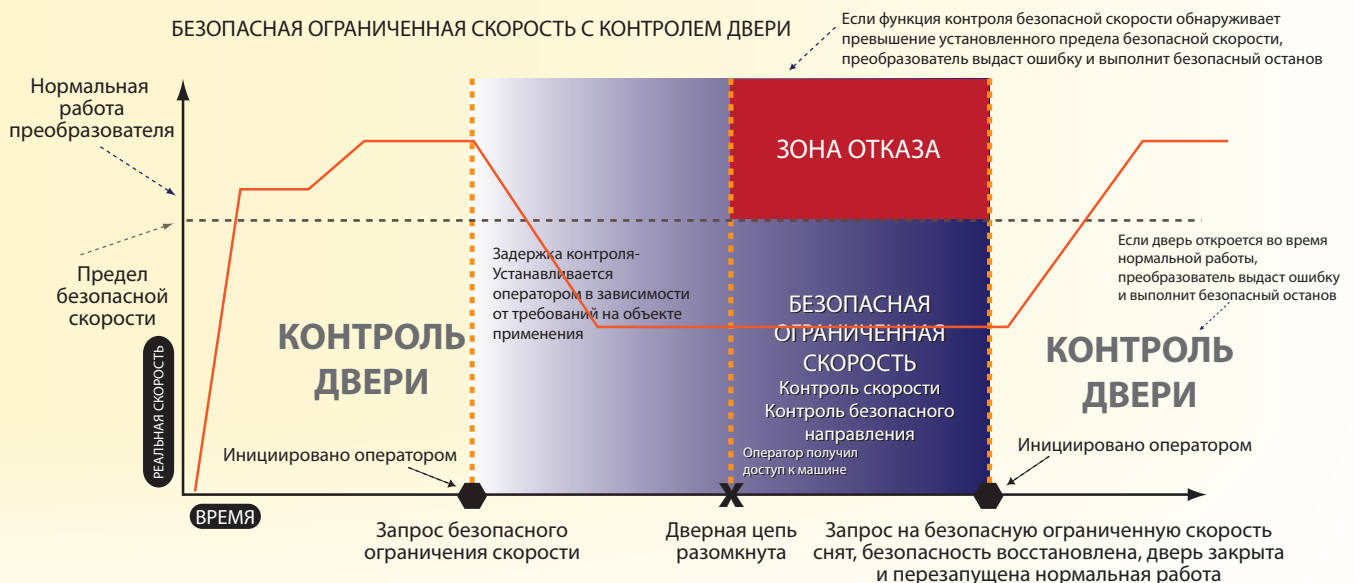 БЕЗОПАСНАЯ ОГРАНИЧЕННАЯ СКОРОСТЬ С КОНТРОЛЕМ ДВЕРИ
Если функция контроля безопасной скорости обнаруживает
превышение установленного предела безопасной скорости,
преобразователь выдаст ошибку и выполнит безопасный останов
Нормальная
работа
преобразователя
ЗОНА ОТКАЗА
Предел
безопасной
скорости
Задержка контроля-
Устанавливается
оператором в зависимости
от требований на объекте
применения
Если дверь откроется во время
нормальной работы,
преобразователь выдаст ошибку
и выполнит безопасный останов
КОНТРОЛЬ
ДВЕРИ
БЕЗОПАСНАЯ
ОГРАНИЧЕННАЯ
СКОРОСТЬ
Контроль скорости
Контроль безопасного
направления
Оператор получил
доступ к машине
КОНТРОЛЬ
ДВЕРИ
РЕАЛЬНАЯ СКОРОСТЬ
Инициировано оператором
Инициировано оператором
ВРЕМЯ
X
Запрос безопасного
ограничения скорости
Дверная цепь
разомкнута
Запрос на безопасную ограниченную скорость
снят, безопасность восстановлена, дверь закрыта
и перезапущена нормальная работа